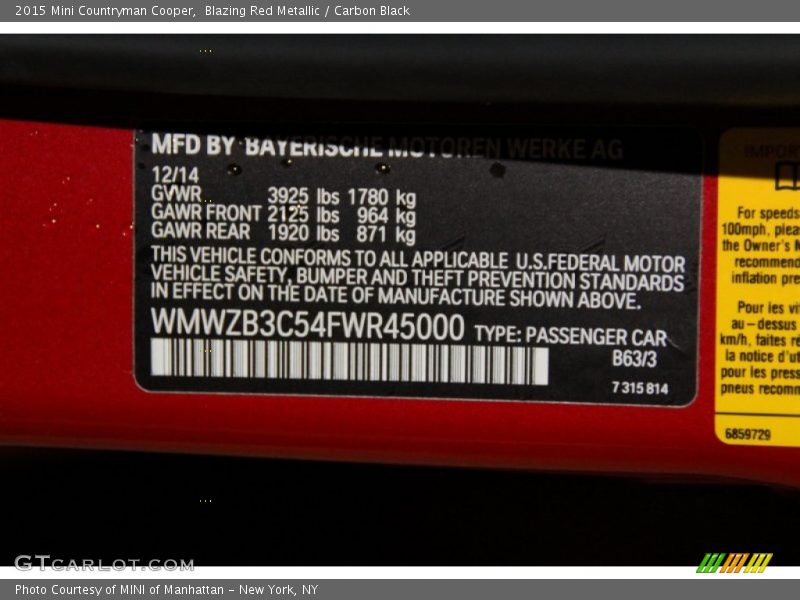 2015 Mini Countryman Cooper,  Blazing Red Metallic / Carbon Black
MFD BY BAYERISCHE MOTOREN WERKE AG
12/14
GVWR 3925 lbs 1780 kg
GAWR FRONT 2125 lbs 964 kg
GAWR REAR 1920 lbs 871 kg
THIS VEHICLE CONFORMS TO ALL APPLICABLE U.S.FEDERAL MOTOR
VEHICLE SAFETY, BUMPER AND THEFT PREVENTION STANDARDS
IN EFFECT ON THE DATE OF MANUFACTURE SHOWN ABOVE.
WMWZB3C54FWR45000 TYPE: PASSENGER CAR
B63/3
7 315 814
IMPOR
For speeds
100mph, plea
the Owner's M
recommend
inflation pre
Pour les vi
au-dessus
km/h, faites ré
la notice d'ut
pour les press
pneus recomm
6859729
GTCARLOT.COM
Photo Courtesy of MINI of Manhattan - New York, NY